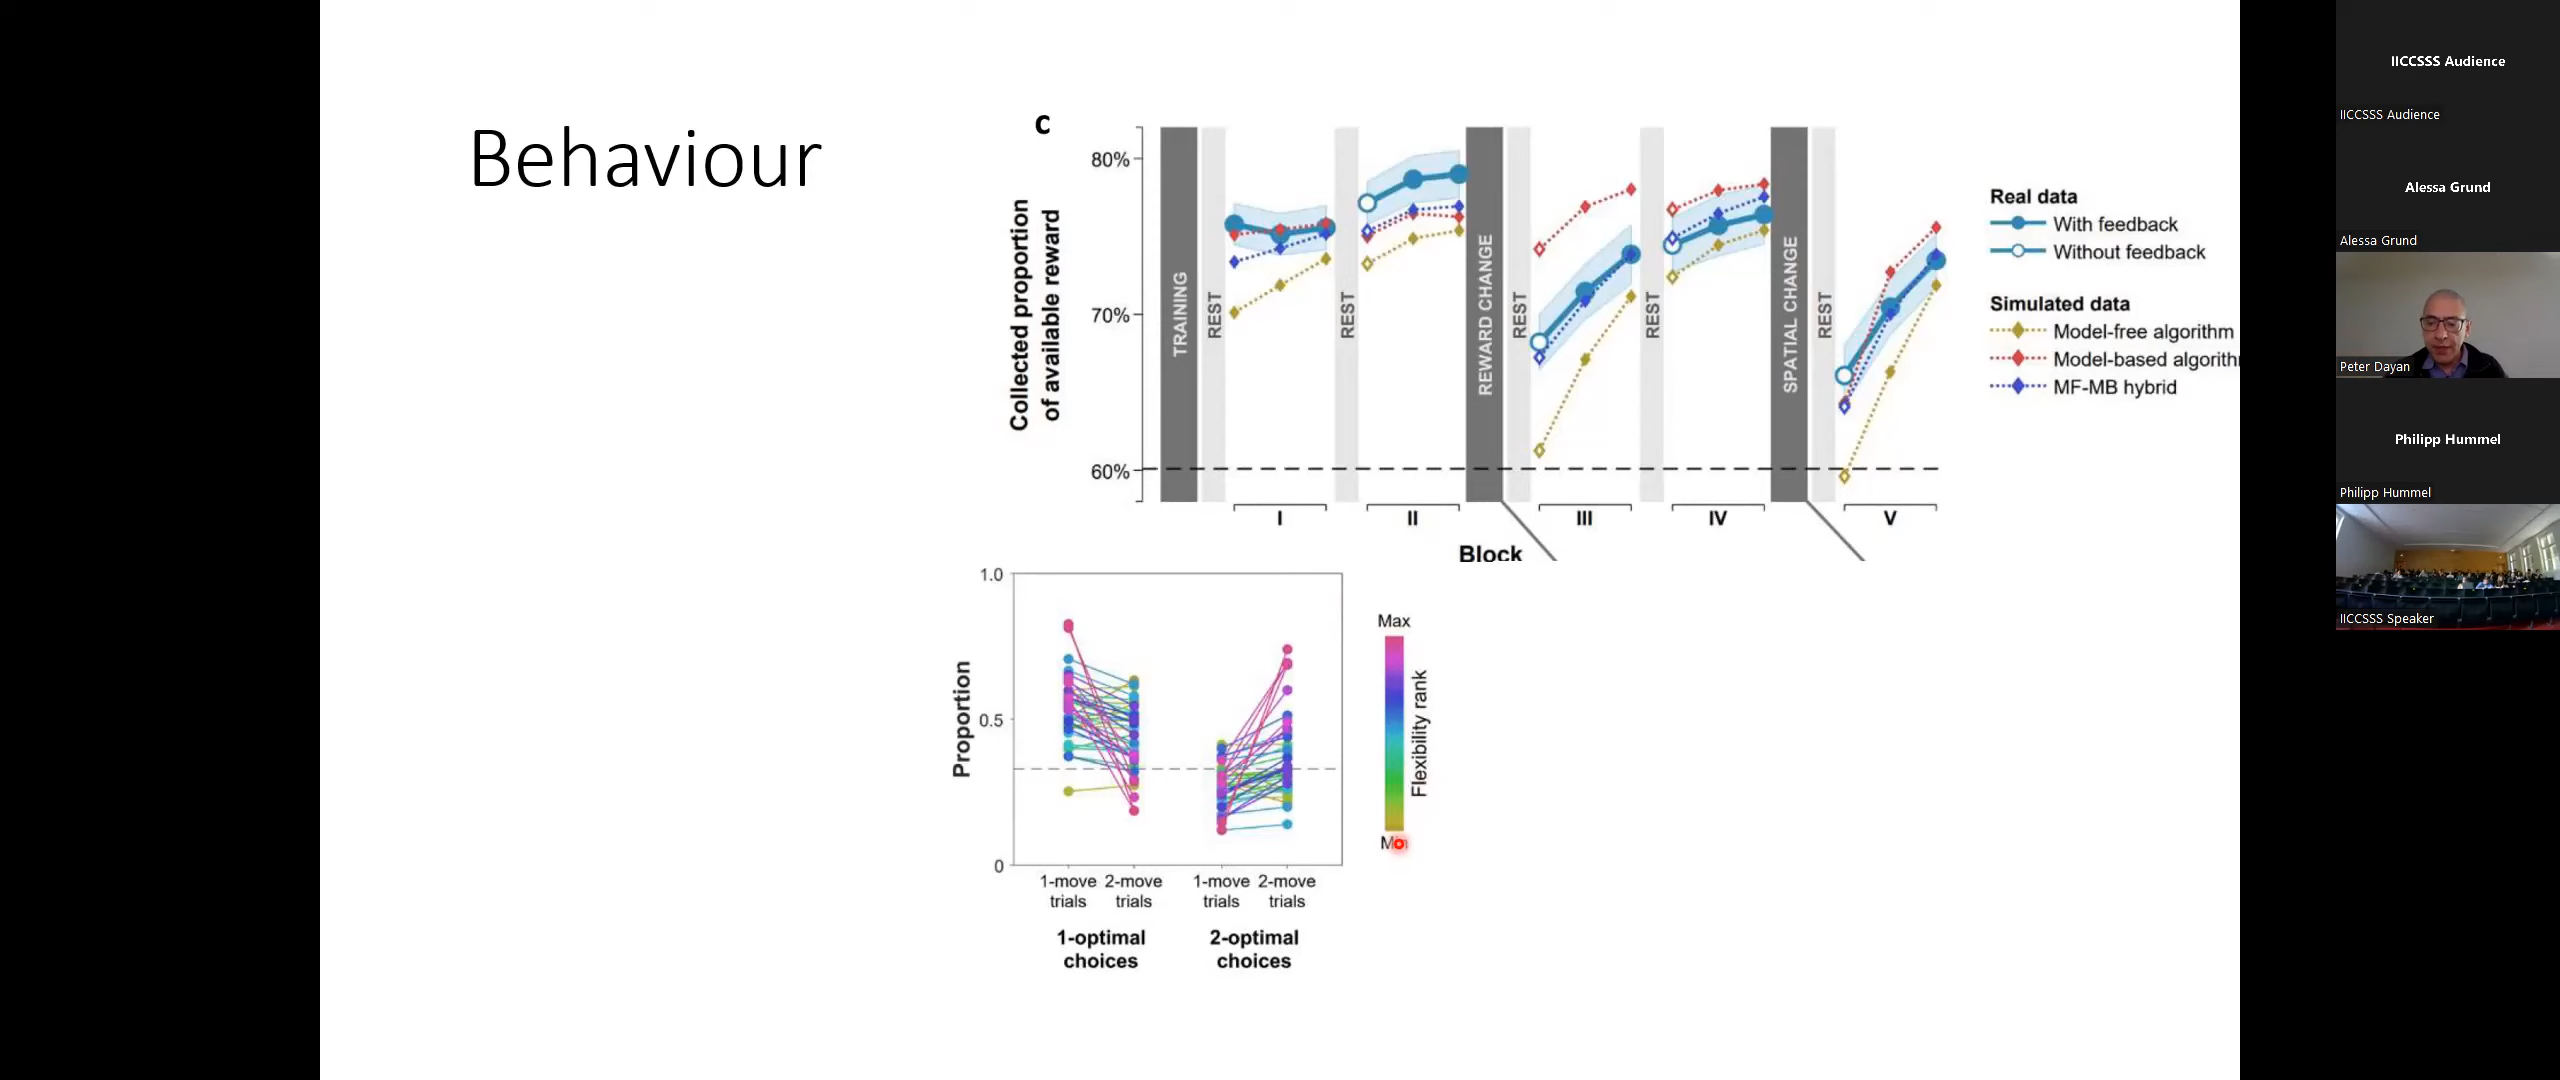 Behaviour
c
Collected proportion
of available reward
80%
70%
60%
TRAINING
REST
REST
REWARD CHANGE
REST
REST
SPATIAL CHANGE
REST
I
II
III
IV
V
Block
Real data
With feedback
Without feedback
Simulated data
Model-free algorithm
Model-based algorith
MF-MB hybrid
Proportion
1.0
0.5
0
1-move
trials
2-move
trials
1-move
trials
2-move
trials
1-optimal
choices
2-optimal
choices
Max
Flexibility rank
Min
IICCSSS Audience
IICCSSS Audience
Alessa Grund
Alessa Grund
Peter Dayan
Philipp Hummel
Philipp Hummel
IICCSSS Speaker